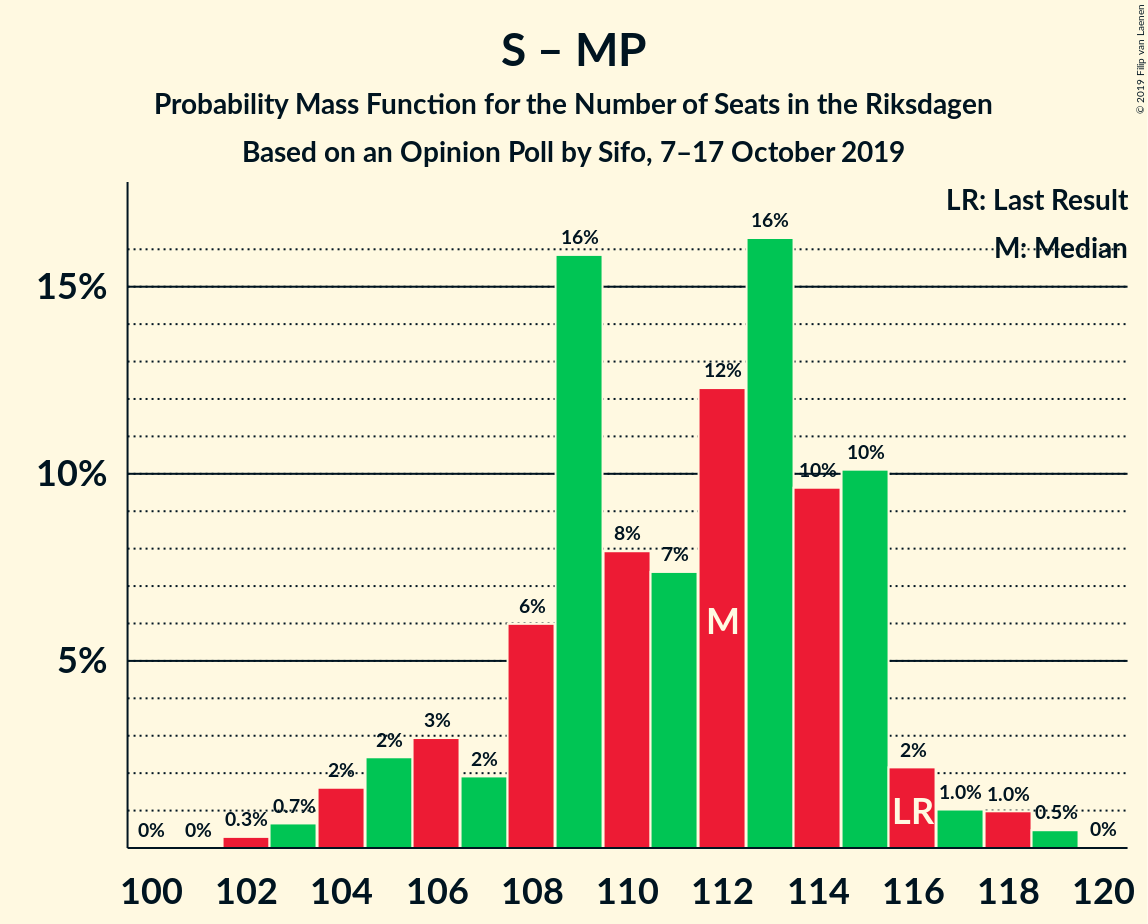 S – MP
Probability Mass Function for the Number of Seats in the Riksdagen
Based on an Opinion Poll by Sifo, 7–17 October 2019
© 2019 Filip van Laenen
LR: Last Result
M: Median
15%
10%
5%
0%
0%
0.3%
0.7%
2%
2%
3%
2%
6%
16%
8%
7%
12%
16%
10%
10%
2%
1.0%
1.0%
0.5%
0%
M
LR
100 102 104 106 108 110 112 114 116 118 120